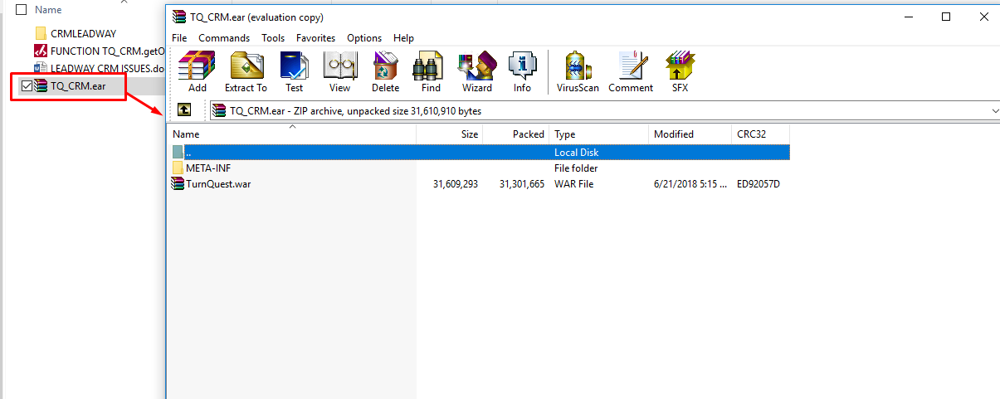 Name
CRMLEADWAY
FUNCTION TQ_CRM.getO
LEADWAY CRM ISSUES.do
TQ_CRM.ear
TQ_CRM.ear (evaluation copy)
File Commands Tools Favorites Options Help
Add Extract To Test View Delete Find Wizard Info VirusScan Comment SFX
TQ_CRM.ear - ZIP archive, unpacked size 31,610,910 bytes
Name Size Packed Type Modified CRC32
.. Local Disk
META-INF File folder
TurnQuest.war 31,609,293 31,301,665 WAR File 6/21/2018 5:15 ... ED92057D